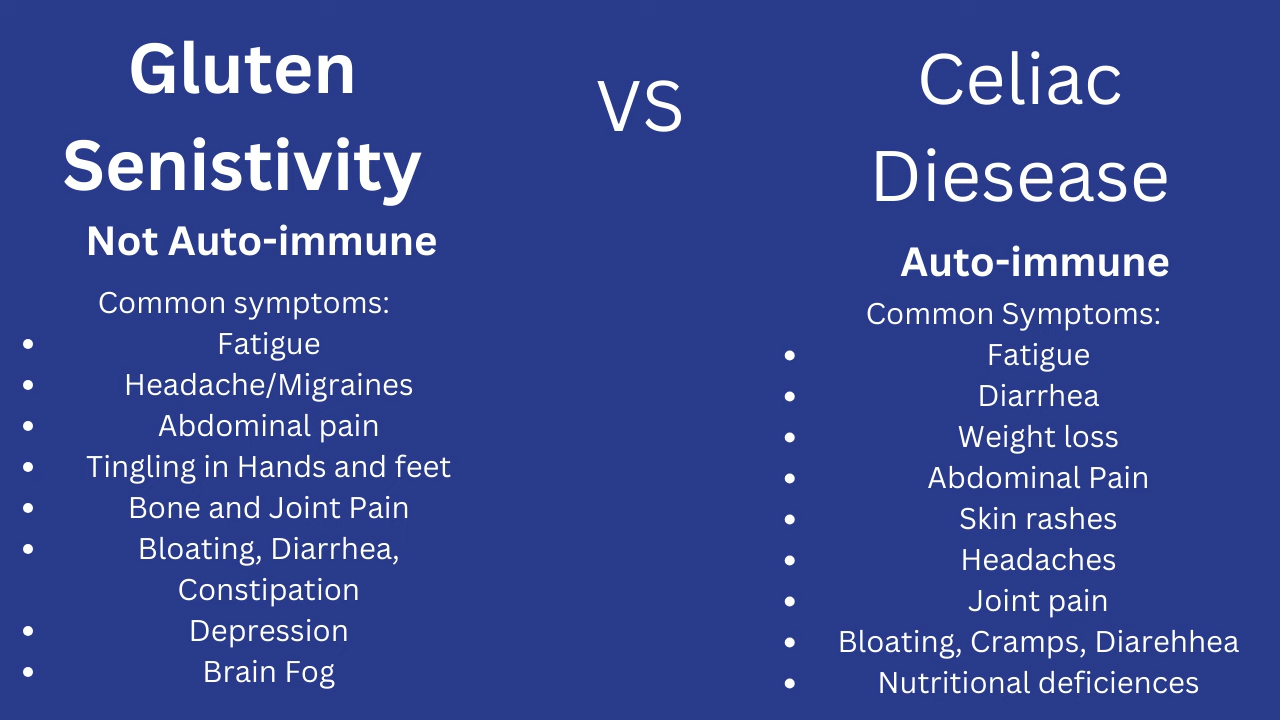 Gluten
Senistivity
Not Auto-immune
Common symptoms:
Fatigue
Headache/Migraines
Abdominal pain
Tingling in Hands and feet
Bone and Joint Pain
Bloating, Diarrhea,
Constipation
Depression
Brain Fog
VS
Celiac
Diesease
Auto-immune
Common Symptoms:
Fatigue
Diarrhea
Weight loss
Abdominal Pain
Skin rashes
Headaches
Joint pain
Bloating, Cramps, Diarehhea
Nutritional deficiences